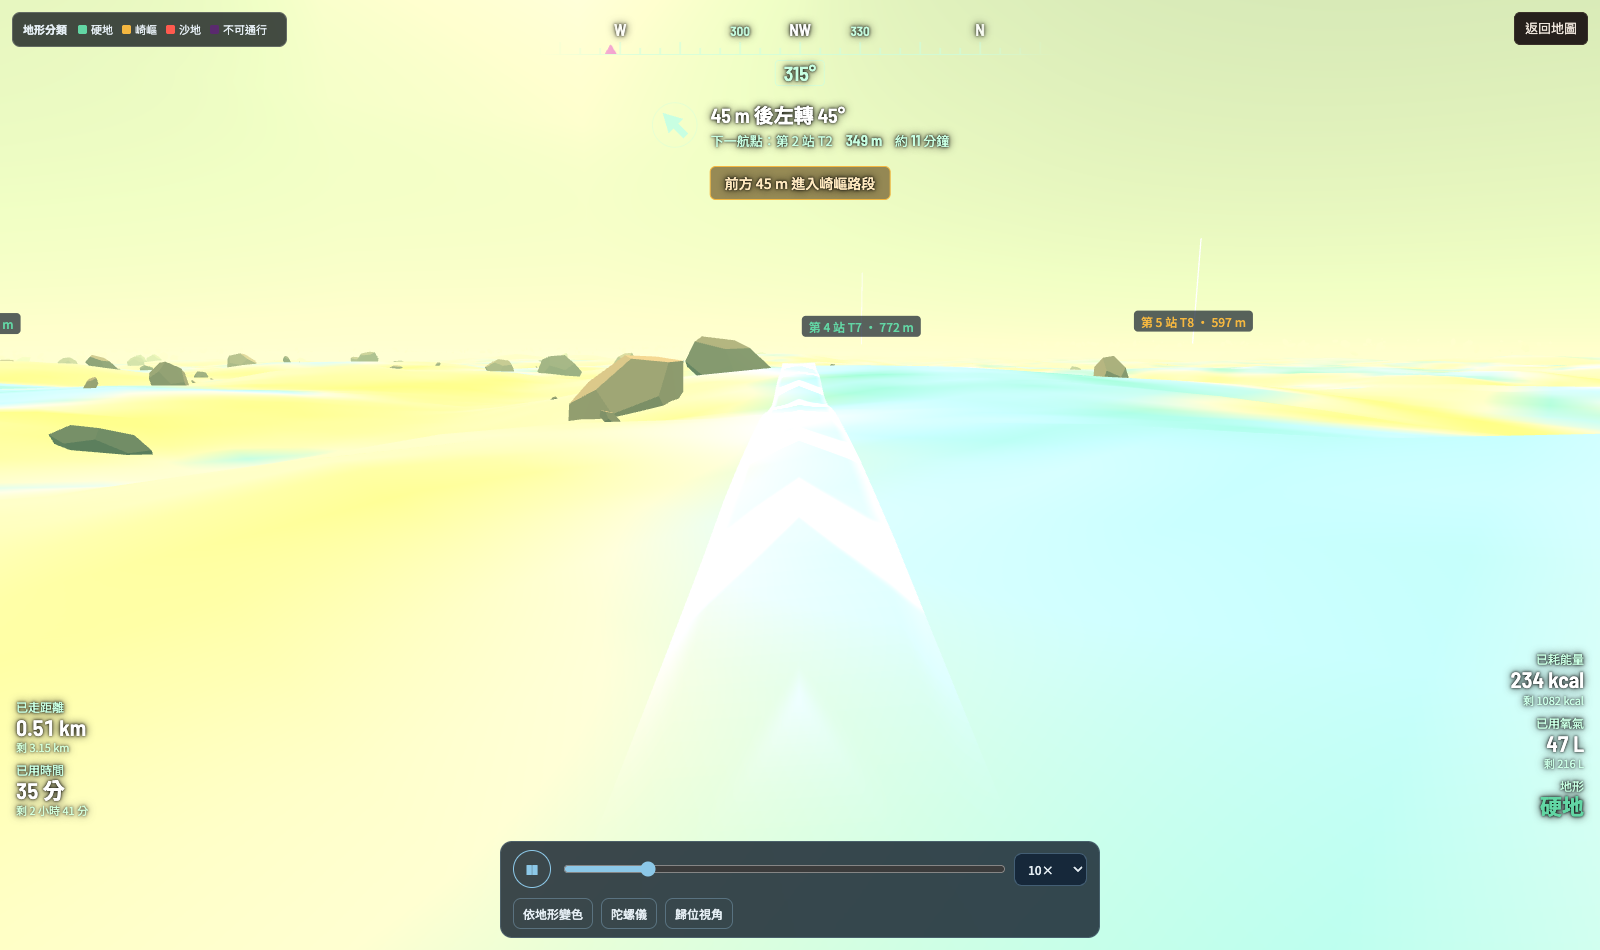 地形分類 硬地 崎嶇 沙地 不可通行
W 300 NW 330 N
315°
返回地圖
45 m 後左轉 45°
下一航點：第 2 站 T2 349 m 約 11 分鐘
前方 45 m 進入崎嶇路段
m
第 4 站 T7 · 772 m
第 5 站 T8 · 597 m
已走距離
0.51 km
剩 3.15 km
已用時間
35 分
剩 2 小時 41 分
已耗能量
234 kcal
剩 1082 kcal
已用氧氣
47 L
剩 216 L
地形
硬地
10×
依地形變色 陀螺儀 歸位視角